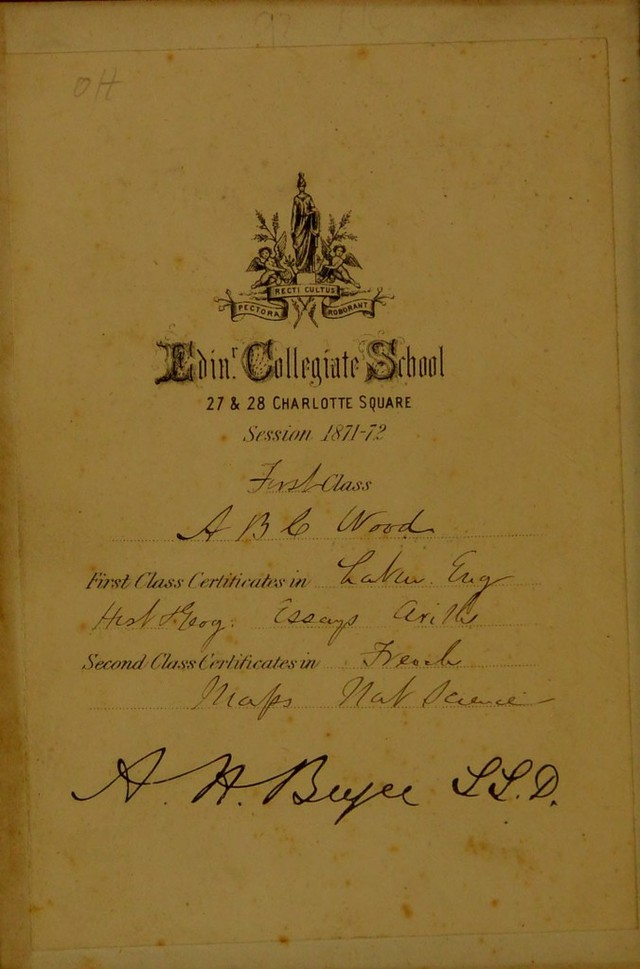 OH
RECTI CULTUS
PECTORA ROBORANT
Edinr. Collegiate School
27 & 28 CHARLOTTE SQUARE
Session 1871-72
First Class
A B C Wood
First Class Certificates in Latin. Eng
Hist & Geog. Essays Arith
Second Class Certificates in French
Maps Nat Science
A. H. Bryce LL.D.